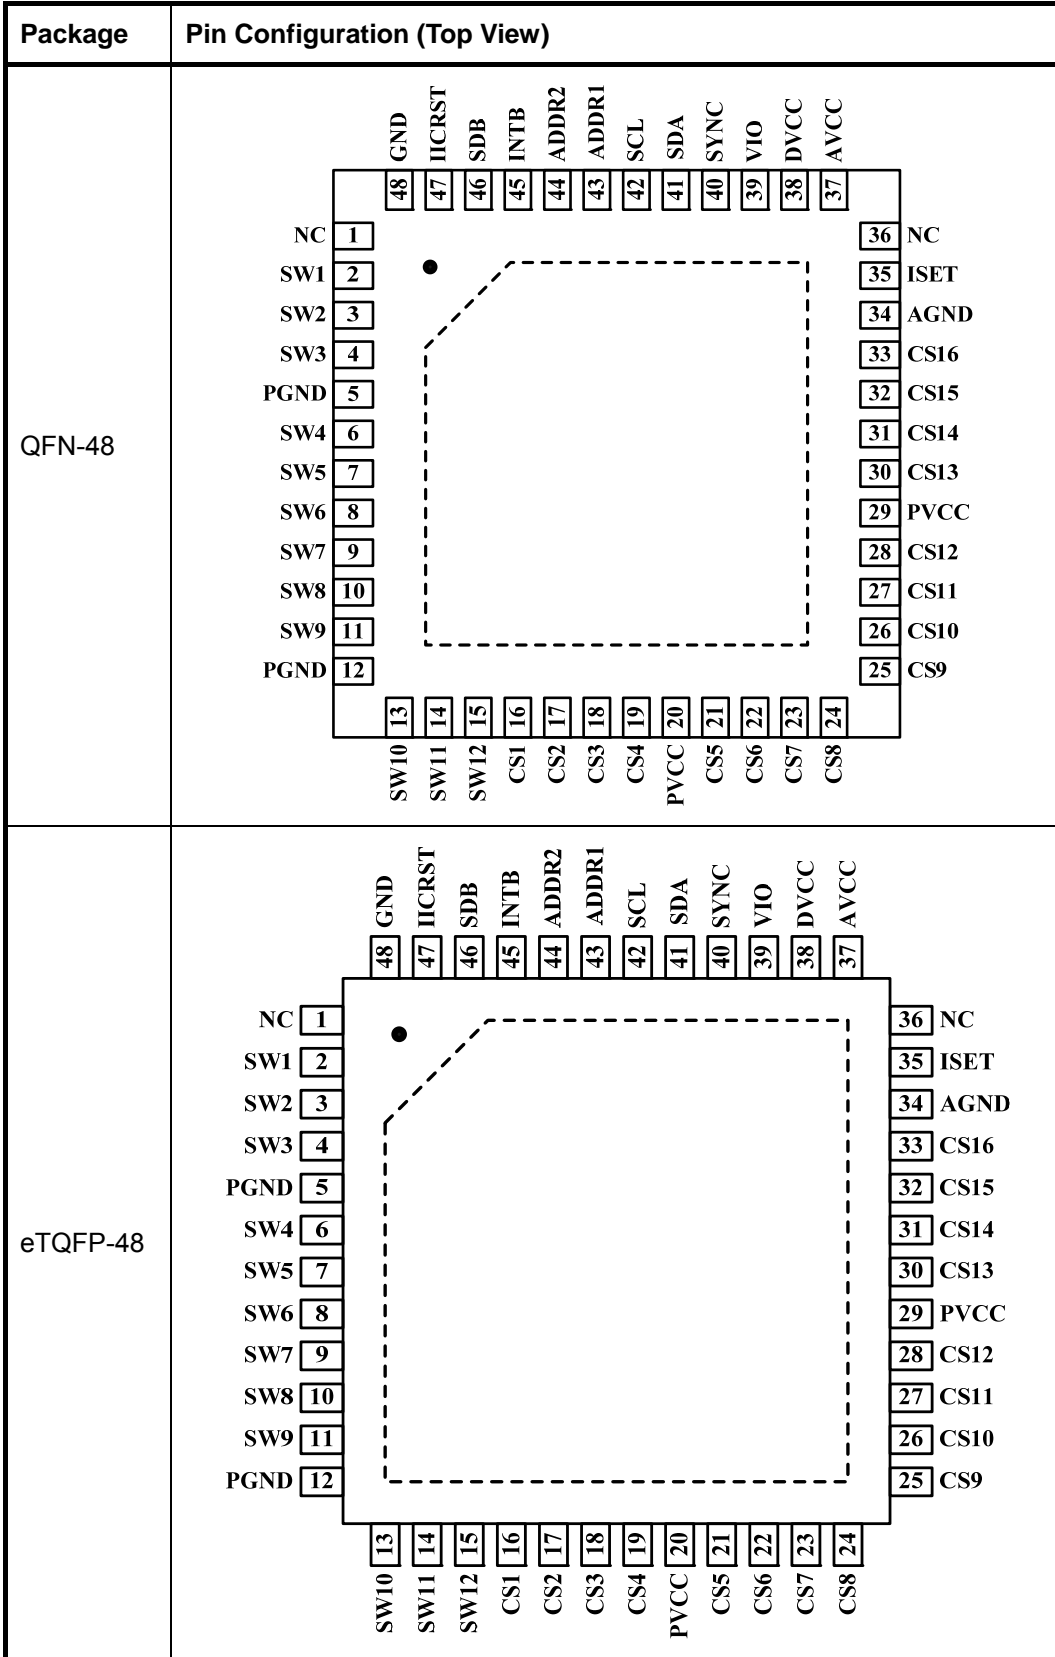 Package Pin Configuration (Top View)
QFN-48
GND IICRST SDB INTB ADDR2 ADDR1 SCL SDA SYNC VIO DVCC AVCC
48 47 46 45 44 43 42 41 40 39 38 37
NC 1 36 NC
SW1 2 35 ISET
SW2 3 34 AGND
SW3 4 33 CS16
PGND 5 32 CS15
SW4 6 31 CS14
SW5 7 30 CS13
SW6 8 29 PVCC
SW7 9 28 CS12
SW8 10 27 CS11
SW9 11 26 CS10
PGND 12 25 CS9
13 14 15 16 17 18 19 20 21 22 23 24
SW10 SW11 SW12 CS1 CS2 CS3 CS4 PVCC CS5 CS6 CS7 CS8
eTQFP-48
GND IICRST SDB INTB ADDR2 ADDR1 SCL SDA SYNC VIO DVCC AVCC
48 47 46 45 44 43 42 41 40 39 38 37
NC 1 36 NC
SW1 2 35 ISET
SW2 3 34 AGND
SW3 4 33 CS16
PGND 5 32 CS15
SW4 6 31 CS14
SW5 7 30 CS13
SW6 8 29 PVCC
SW7 9 28 CS12
SW8 10 27 CS11
SW9 11 26 CS10
PGND 12 25 CS9
13 14 15 16 17 18 19 20 21 22 23 24
SW10 SW11 SW12 CS1 CS2 CS3 CS4 PVCC CS5 CS6 CS7 CS8